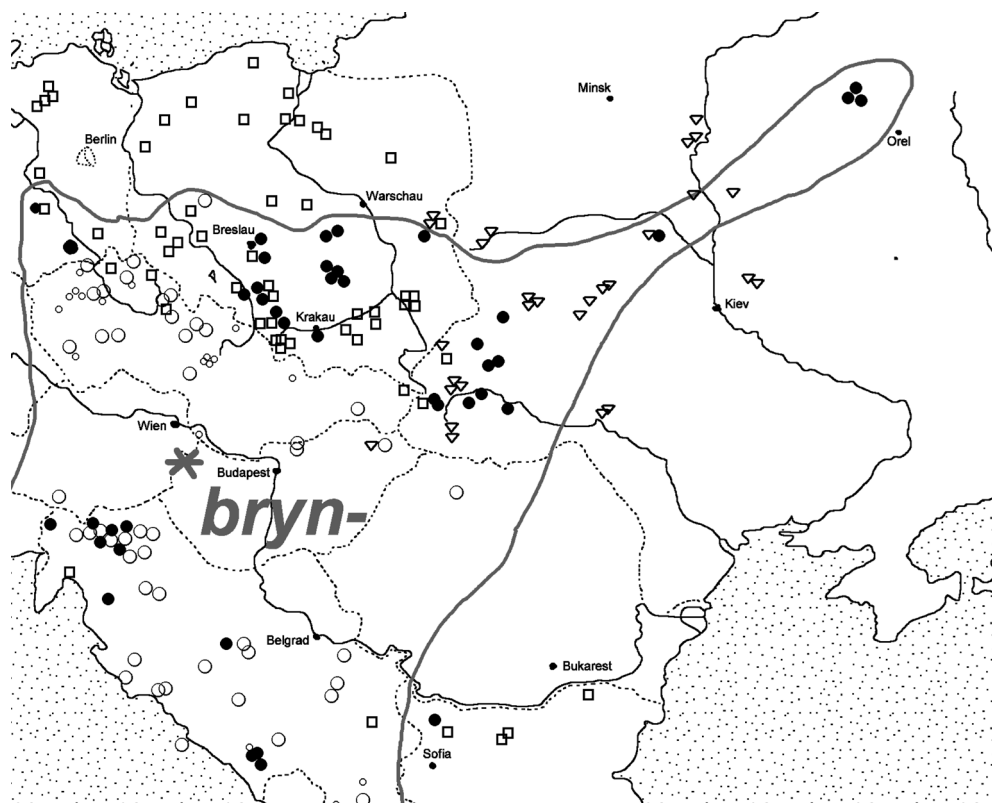 Minsk
Berlin
Orel
Warschau
Breslau
Krakau
Kiev
Wien
Budapest
*bryn-
Belgrad
Bukarest
Sofia